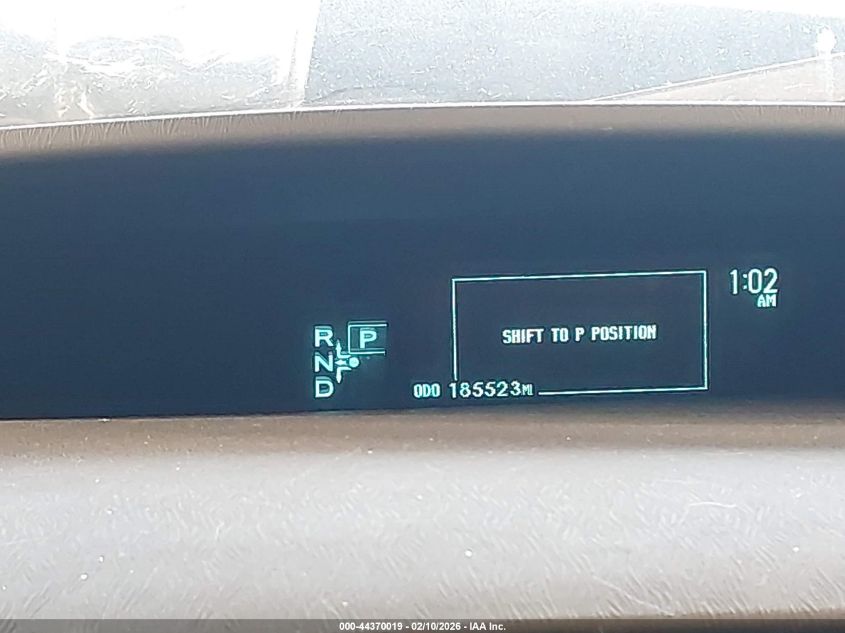 1:02
AM
R P
N
D
SHIFT TO P POSITION
ODO 185523MI
000-44370019 - 02/10/2026 - IAA Inc.